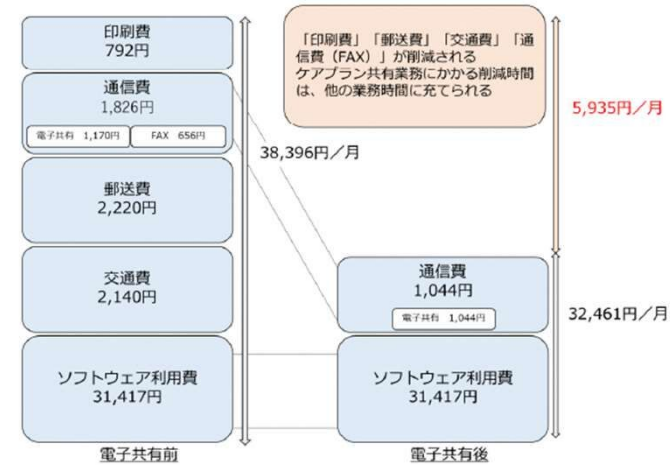 印刷費
792円
通信費
1,826円
電子共有 1,170円
FAX 656円
郵送費
2,220円
交通費
2,140円
ソフトウェア利用費
31,417円
電子共有前
38,396円／月
「印刷費」「郵送費」「交通費」「通
信費（FAX）」が削減される
ケアプラン共有業務にかかる削減時間
は、他の業務時間に充てられる
5,935円／月
通信費
1,044円
電子共有 1,044円
32,461円／月
ソフトウェア利用費
31,417円
電子共有後